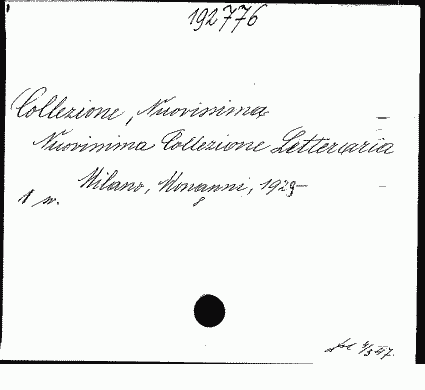 192776
Collezione, Nuovissima
Nuovissima Collezione Letteraria
Milano, Monanni, 1929-
1 w.